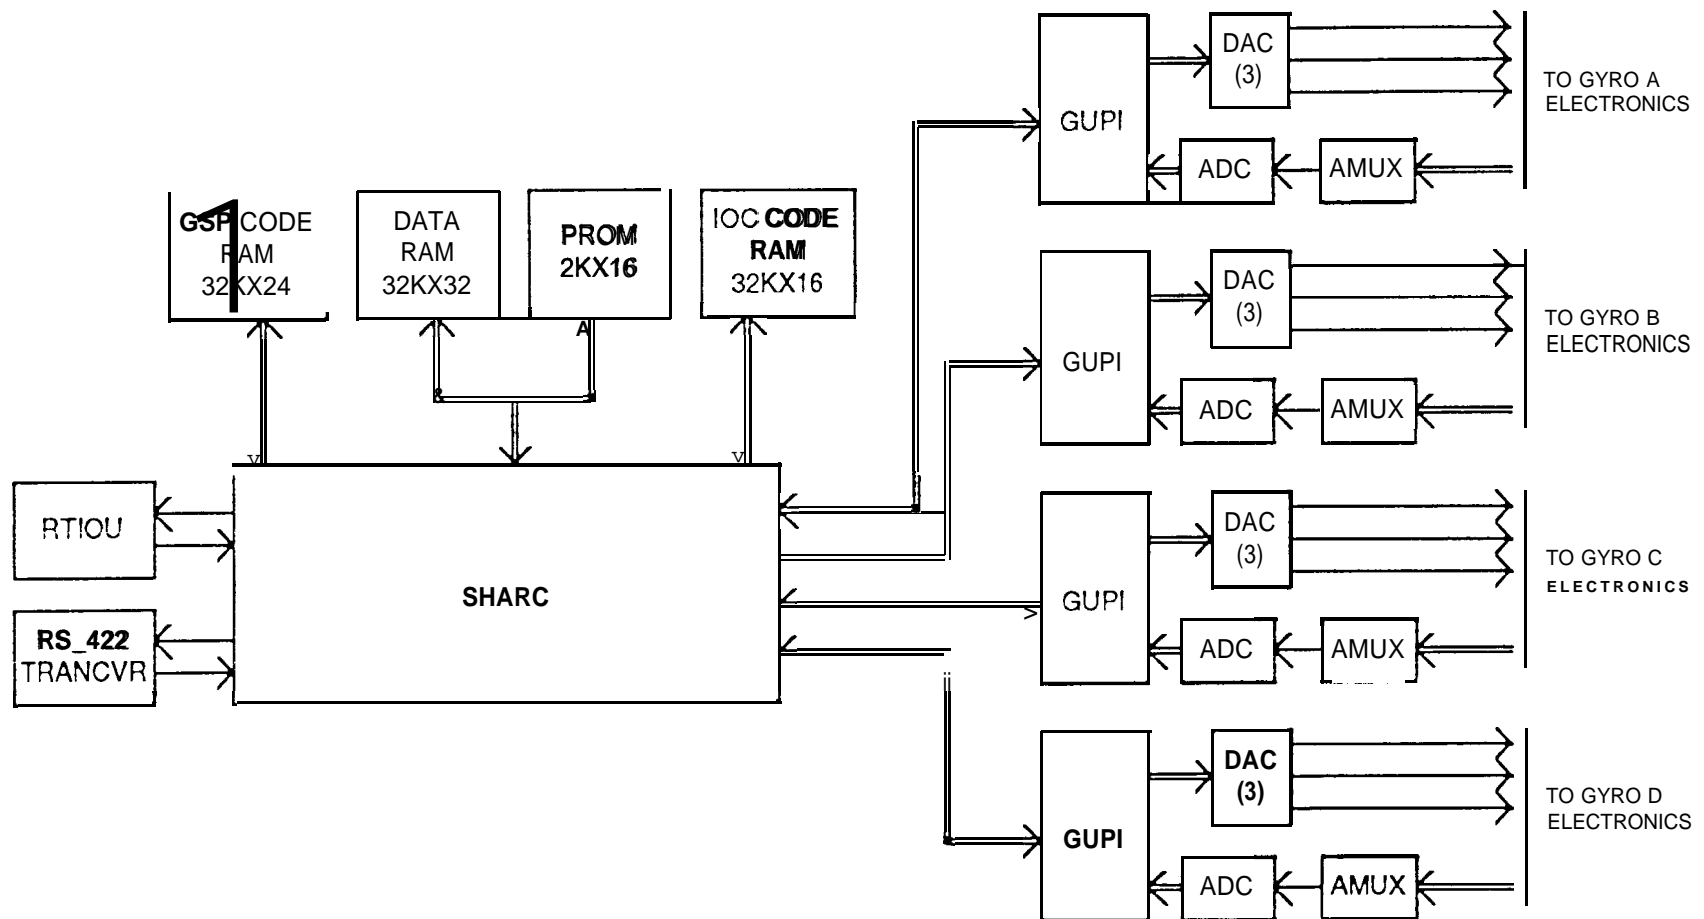 GSP CODE
RAM
32KX24
1
DATA
RAM
32KX32
PROM
2KX16
IOC CODE
RAM
32KX16
RTIOU
RS_422
TRANCVR
SHARC
GUPI
DAC
(3)
ADC
AMUX
TO GYRO A
ELECTRONICS
GUPI
DAC
(3)
ADC
AMUX
TO GYRO B
ELECTRONICS
GUPI
DAC
(3)
ADC
AMUX
TO GYRO C
ELECTRONICS
GUPI
DAC
(3)
ADC
AMUX
TO GYRO D
ELECTRONICS